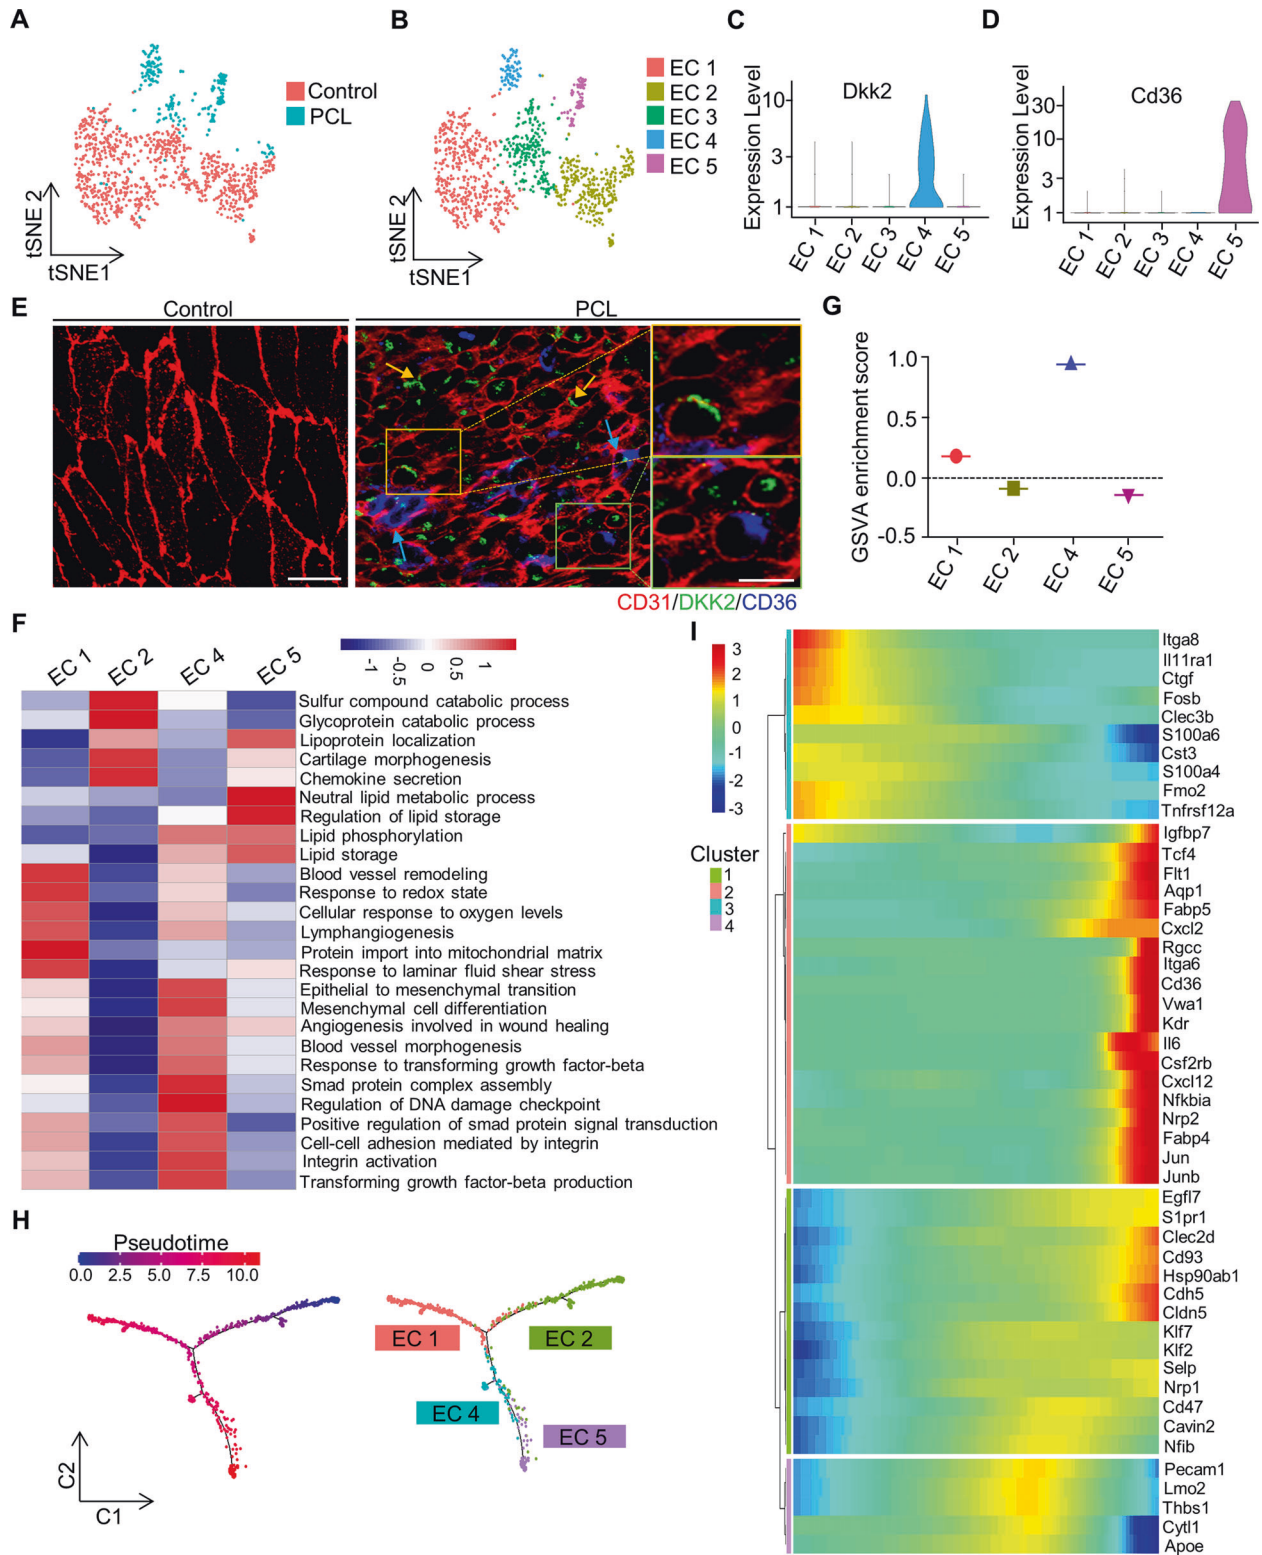 A
Control
PCL
tSNE 2
tSNE1
B
EC 1
EC 2
EC 3
EC 4
EC 5
tSNE 2
tSNE1
C
Dkk2
Expression Level
10
3
1
EC 1
EC 2
EC 3
EC 4
EC 5
D
Cd36
Expression Level
30
10
3
1
EC 1
EC 2
EC 3
EC 4
EC 5
E
Control
PCL
CD31/DKK2/CD36
G
GSVA enrichment score
1.0
0.5
0.0
-0.5
EC 1
EC 2
EC 4
EC 5
F
EC 1
EC 2
EC 4
EC 5
-1
-0.5
0
0.5
1
Sulfur compound catabolic process
Glycoprotein catabolic process
Lipoprotein localization
Cartilage morphogenesis
Chemokine secretion
Neutral lipid metabolic process
Regulation of lipid storage
Lipid phosphorylation
Lipid storage
Blood vessel remodeling
Response to redox state
Cellular response to oxygen levels
Lymphangiogenesis
Protein import into mitochondrial matrix
Response to laminar fluid shear stress
Epithelial to mesenchymal transition
Mesenchymal cell differentiation
Angiogenesis involved in wound healing
Blood vessel morphogenesis
Response to transforming growth factor-beta
Smad protein complex assembly
Regulation of DNA damage checkpoint
Positive regulation of smad protein signal transduction
Cell-cell adhesion mediated by integrin
Integrin activation
Transforming growth factor-beta production
H
Pseudotime
0.0 2.5 5.0 7.5 10.0
C2
C1
EC 1
EC 2
EC 4
EC 5
I
3
2
1
0
-1
-2
-3
Cluster
1
2
3
4
Itga8
Il11ra1
Ctgf
Fosb
Clec3b
S100a6
Cst3
S100a4
Fmo2
Tnfrsf12a
Igfbp7
Tcf4
Flt1
Aqp1
Fabp5
Cxcl2
Rgcc
Itga6
Cd36
Vwa1
Kdr
Il6
Csf2rb
Cxcl12
Nfkbia
Nrp2
Fabp4
Jun
Junb
Egfl7
S1pr1
Clec2d
Cd93
Hsp90ab1
Cdh5
Cldn5
Klf7
Klf2
Selp
Nrp1
Cd47
Cavin2
Nfib
Pecam1
Lmo2
Thbs1
Cytl1
Apoe